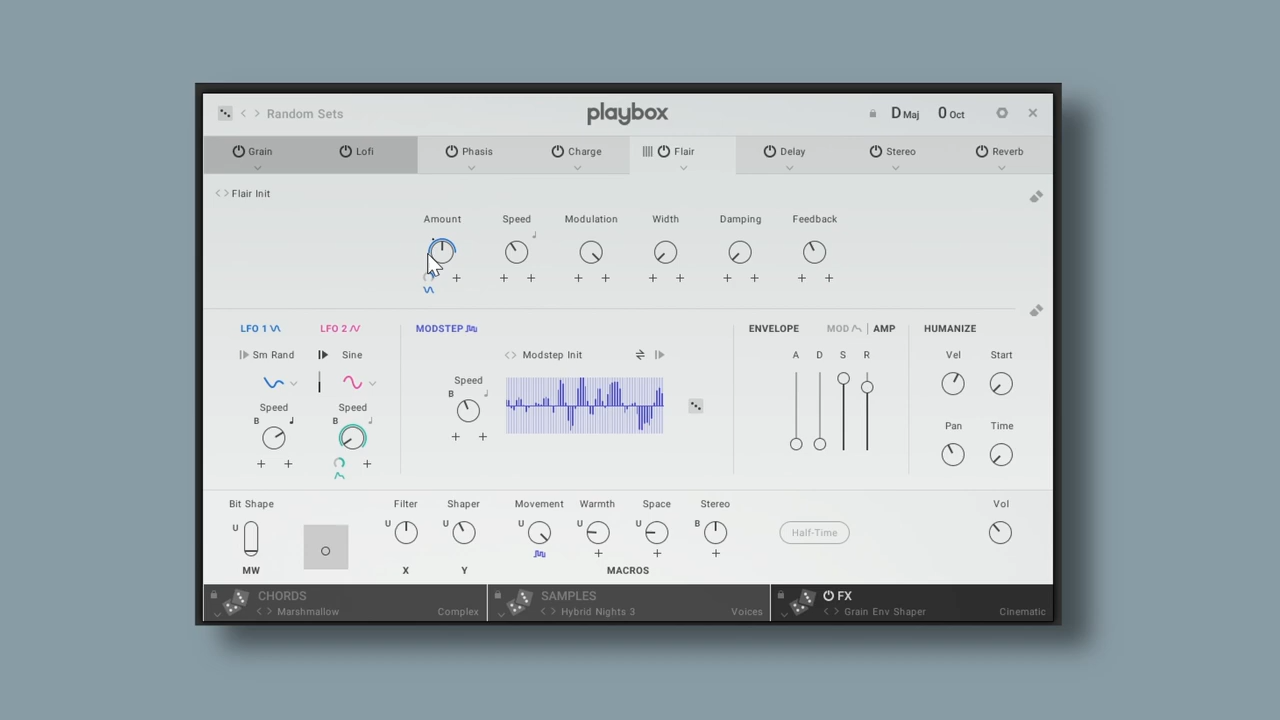 Random Sets playbox D Maj 0 Oct
Grain Lofi Phasis Charge Flair Delay Stereo Reverb
Flair Init
Amount Speed Modulation Width Damping Feedback
LFO 1 LFO 2 MODSTEP ENVELOPE MOD AMP HUMANIZE
Sm Rand Sine Modstep Init A D S R Vel Start
Speed B
Speed Speed
B B
Pan Time
Bit Shape Filter Shaper Movement Warmth Space Stereo Vol
U U U U U U B Half-Time
MW X Y MACROS
CHORDS SAMPLES FX
Marshmallow Complex Hybrid Nights 3 Voices Grain Env Shaper Cinematic